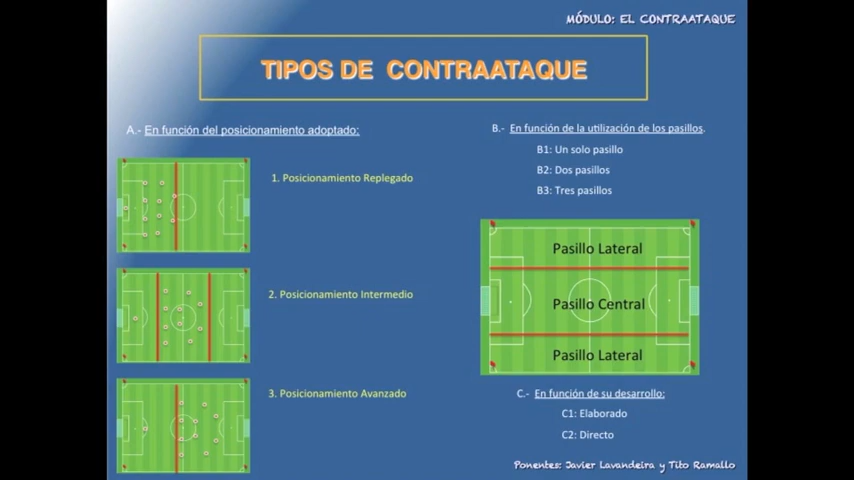 MÓDULO: EL CONTRAATAQUE
TIPOS DE CONTRAATAQUE
A.- En función del posicionamiento adoptado:
1. Posicionamiento Replegado
2. Posicionamiento Intermedio
3. Posicionamiento Avanzado
B.- En función de la utilización de los pasillos.
B1: Un solo pasillo
B2: Dos pasillos
B3: Tres pasillos
Pasillo Lateral
Pasillo Central
Pasillo Lateral
C.- En función de su desarrollo:
C1: Elaborado
C2: Directo
Ponentes: Javier Lavandeira y Tito Ramallo